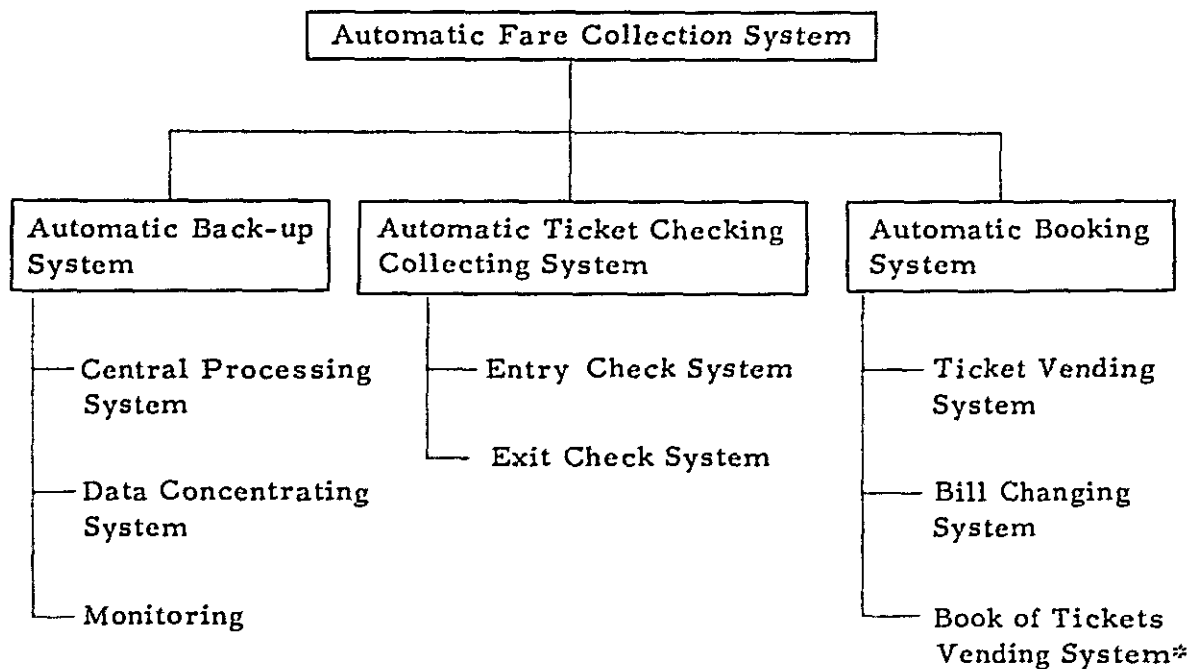 Automatic Fare Collection System
Automatic Back-up
System
Central Processing
System
Data Concentrating
System
Monitoring
Automatic Ticket Checking
Collecting System
Entry Check System
Exit Check System
Automatic Booking
System
Ticket Vending
System
Bill Changing
System
Book of Tickets
Vending System*